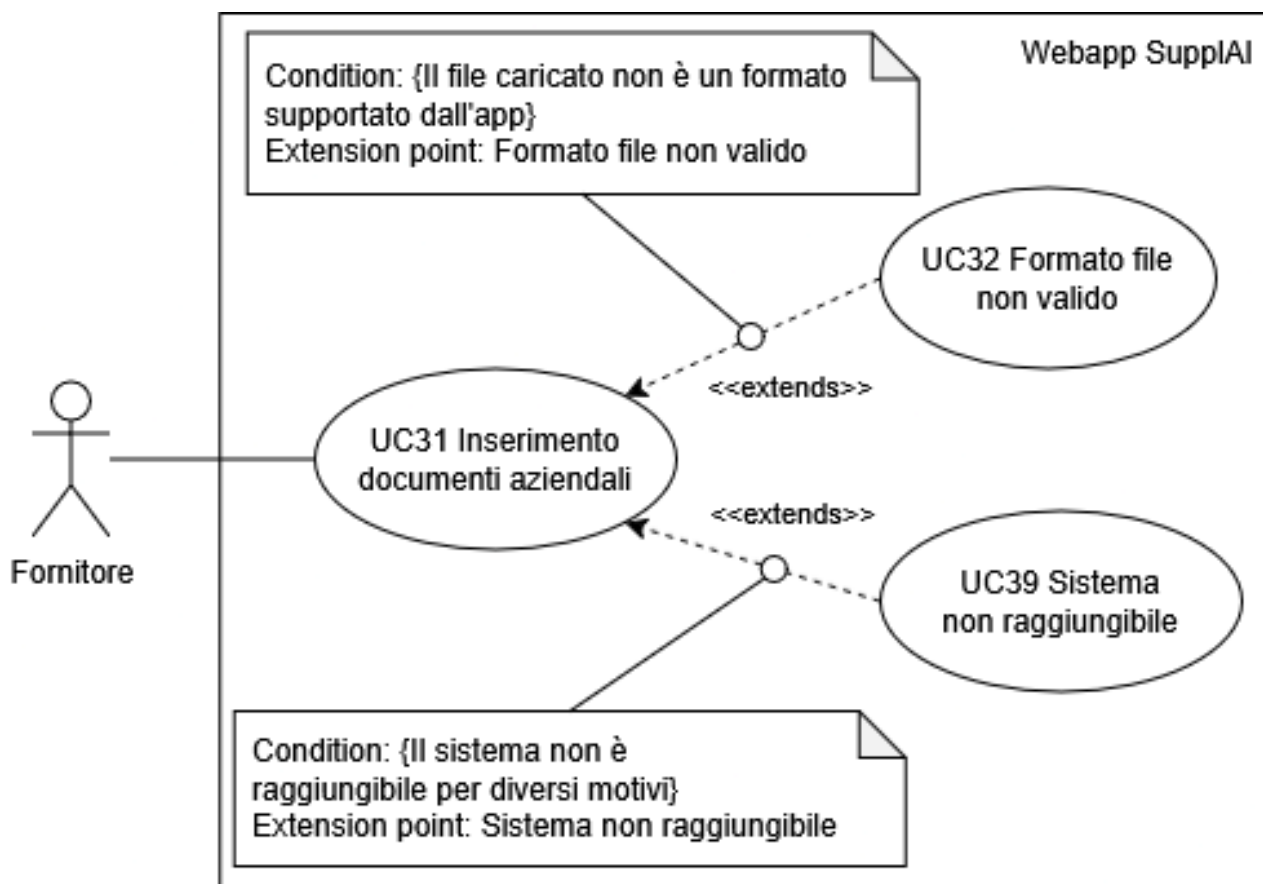 Webapp SupplAI
Condition: {Il file caricato non è un formato
supportato dall'app}
Extension point: Formato file non valido
UC32 Formato file
non valido
<<extends>>
UC31 Inserimento
documenti aziendali
Fornitore
<<extends>>
UC39 Sistema
non raggiungibile
Condition: {Il sistema non è
raggiungibile per diversi motivi}
Extension point: Sistema non raggiungibile